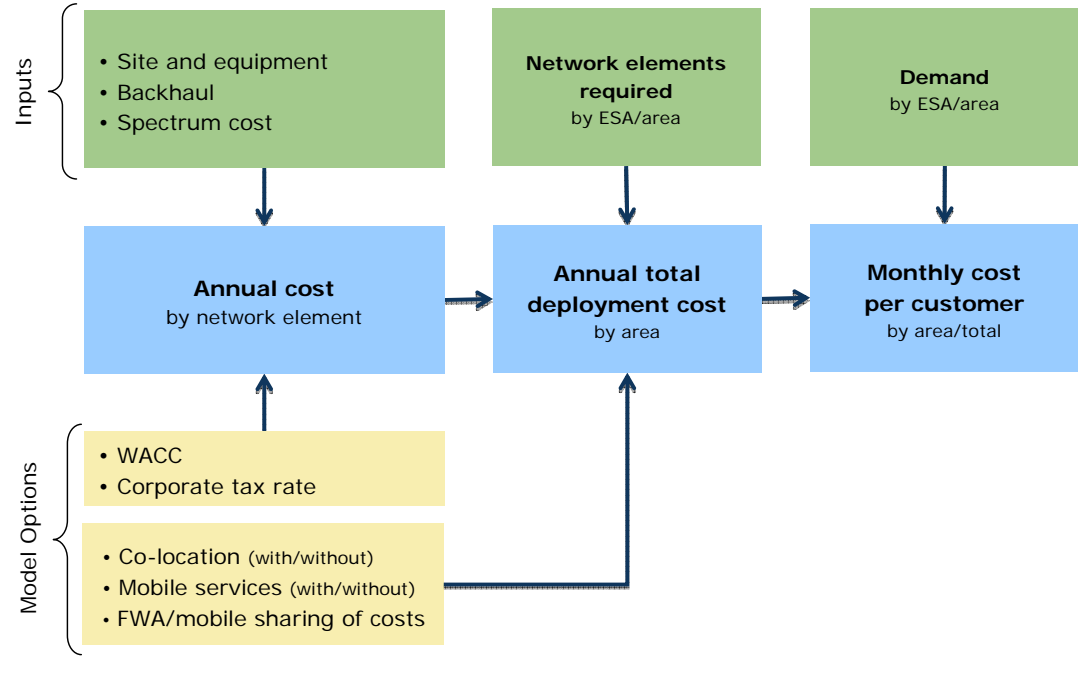 Inputs
• Site and equipment
• Backhaul
• Spectrum cost
Network elements
required
by ESA/area
Demand
by ESA/area
Annual cost
by network element
Annual total
deployment cost
by area
Monthly cost
per customer
by area/total
Model Options
• WACC
• Corporate tax rate
• Co-location (with/without)
• Mobile services (with/without)
• FWA/mobile sharing of costs